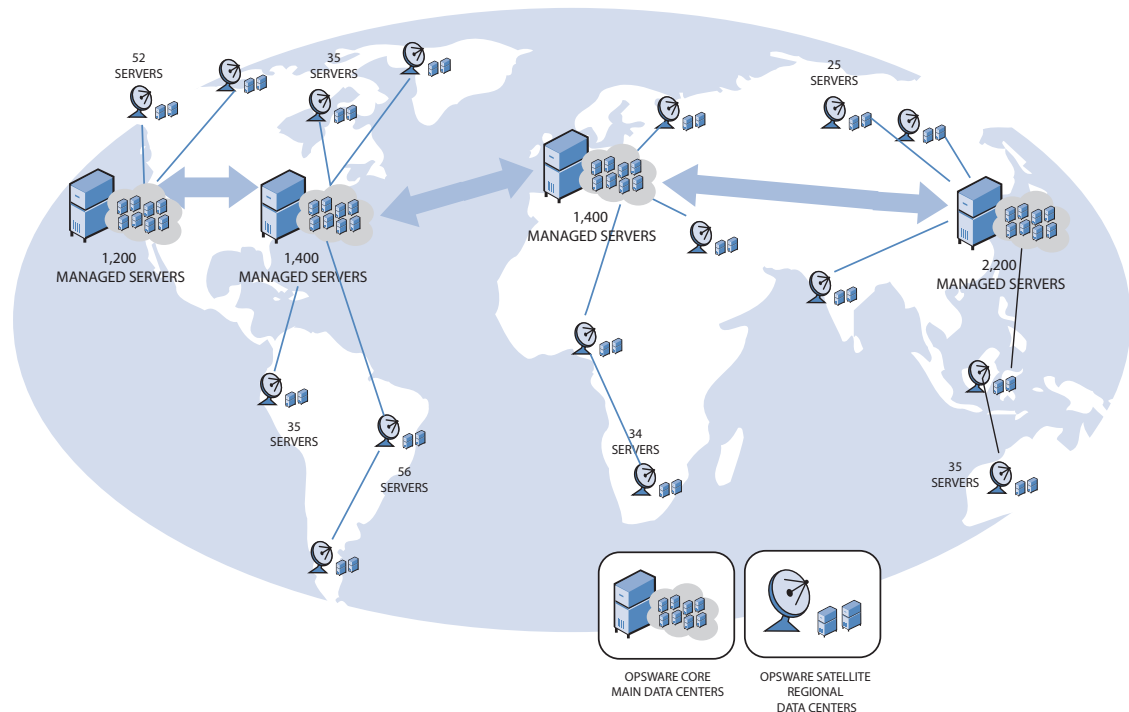 52
SERVERS
35
SERVERS
25
SERVERS
1,200
MANAGED SERVERS
1,400
MANAGED SERVERS
1,400
MANAGED SERVERS
2,200
MANAGED SERVERS
35
SERVERS
56
SERVERS
34
SERVERS
35
SERVERS
OPSWARE CORE
MAIN DATA CENTERS
OPSWARE SATELLITE
REGIONAL
DATA CENTERS